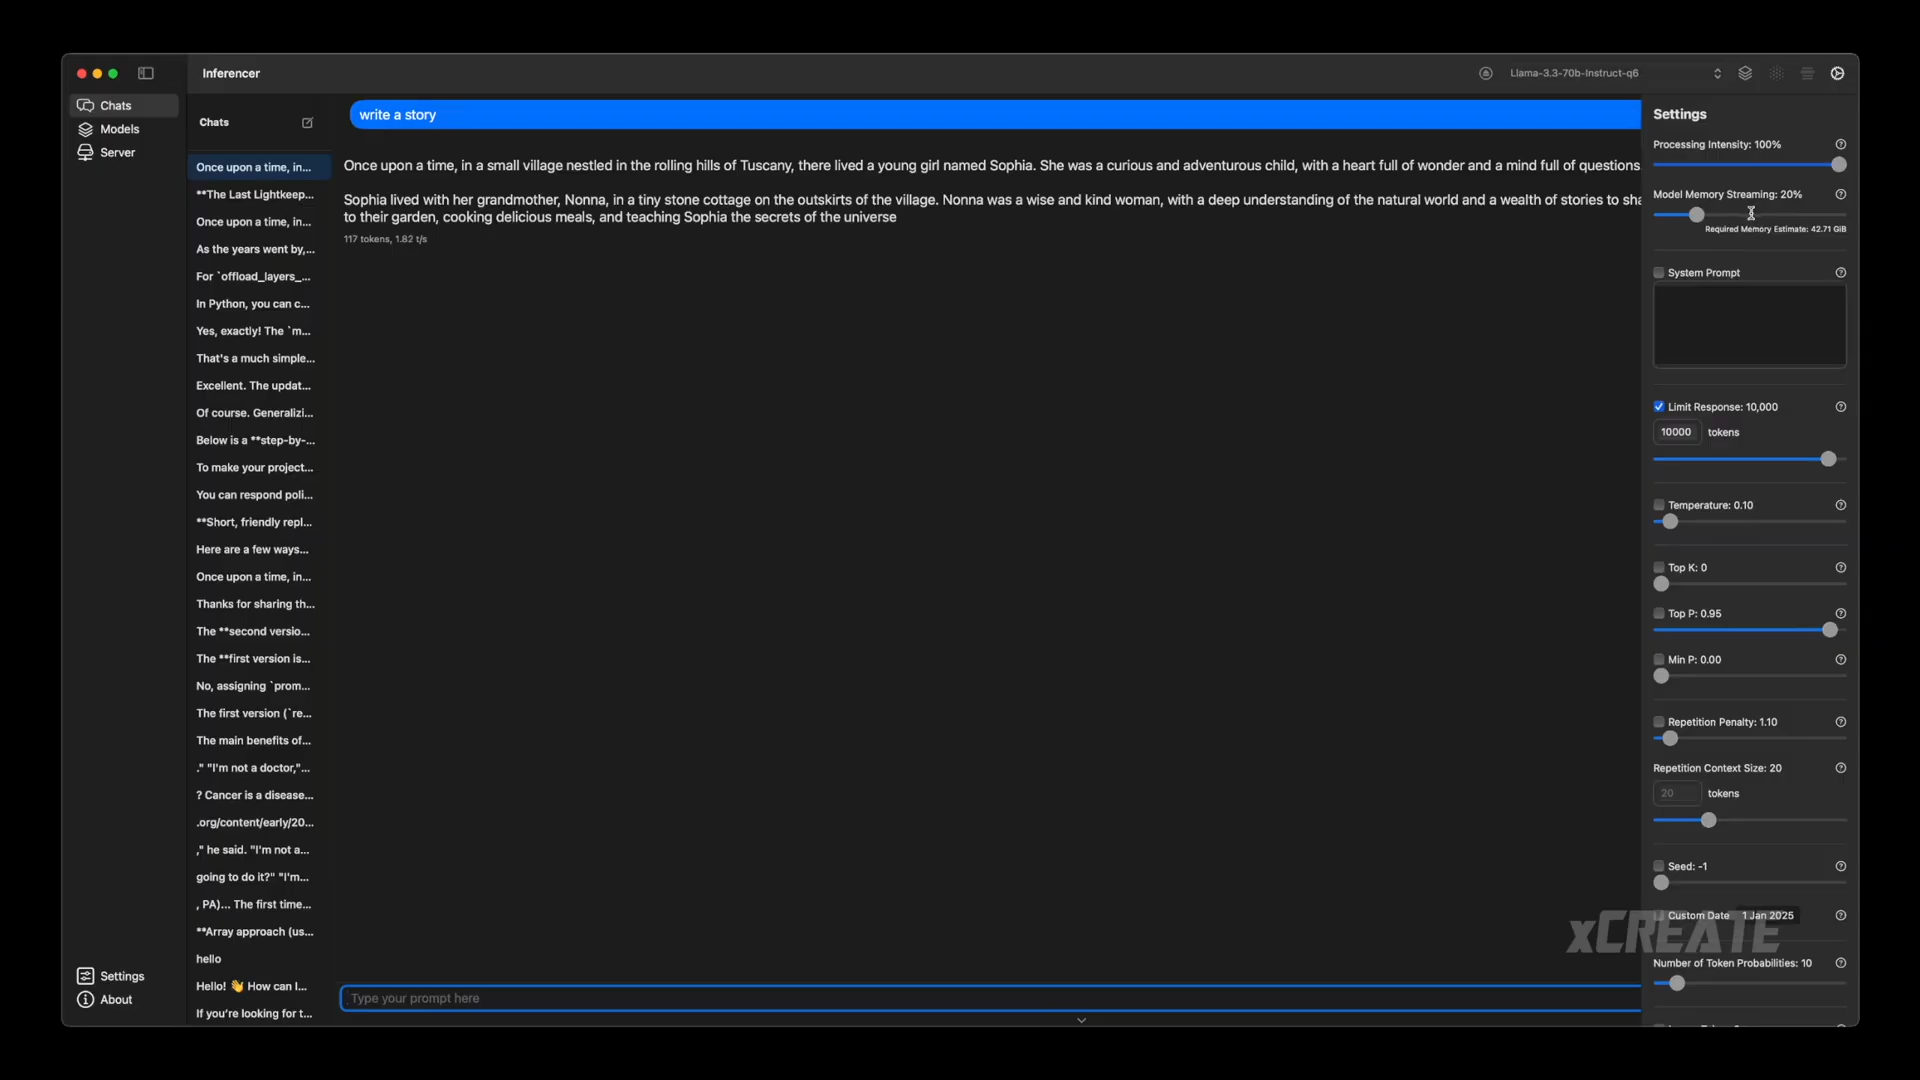 Inferencer
Llama-3.3-70b-Instruct-q6
Chats
Models
Server
Settings
About
Chats
Once upon a time, in...
**The Last Lightkeep...
Once upon a time, in...
As the years went by,...
For `offload_layers_...
In Python, you can c...
Yes, exactly! The `m...
That's a much simple...
Excellent. The updat...
Of course. Generalizi...
Below is a **step-by-...
To make your project...
You can respond poli...
**Short, friendly repl...
Here are a few ways...
Once upon a time, in...
Thanks for sharing th...
The **second versio...
The **first version is...
No, assigning `prom...
The first version (`re...
The main benefits of...
." "I'm not a doctor,"...
? Cancer is a disease...
.org/content/early/20...
," he said. "I'm not a...
going to do it?" "I'm...
, PA)... The first time...
**Array approach (us...
hello
Hello! 👋 How can I...
If you're looking for t...
write a story
Once upon a time, in a small village nestled in the rolling hills of Tuscany, there lived a young girl named Sophia. She was a curious and adventurous child, with a heart full of wonder and a mind full of questions
Sophia lived with her grandmother, Nonna, in a tiny stone cottage on the outskirts of the village. Nonna was a wise and kind woman, with a deep understanding of the natural world and a wealth of stories to sha
to their garden, cooking delicious meals, and teaching Sophia the secrets of the universe
117 tokens, 1.82 t/s
Type your prompt here
Settings
Processing Intensity: 100%
Model Memory Streaming: 20%
Required Memory Estimate: 42.71 GiB
System Prompt
Limit Response: 10,000
10000 tokens
Temperature: 0.10
Top K: 0
Top P: 0.95
Min P: 0.00
Repetition Penalty: 1.10
Repetition Context Size: 20
20 tokens
Seed: -1
Custom Date 1 Jan 2025
xCREATE
Number of Token Probabilities: 10